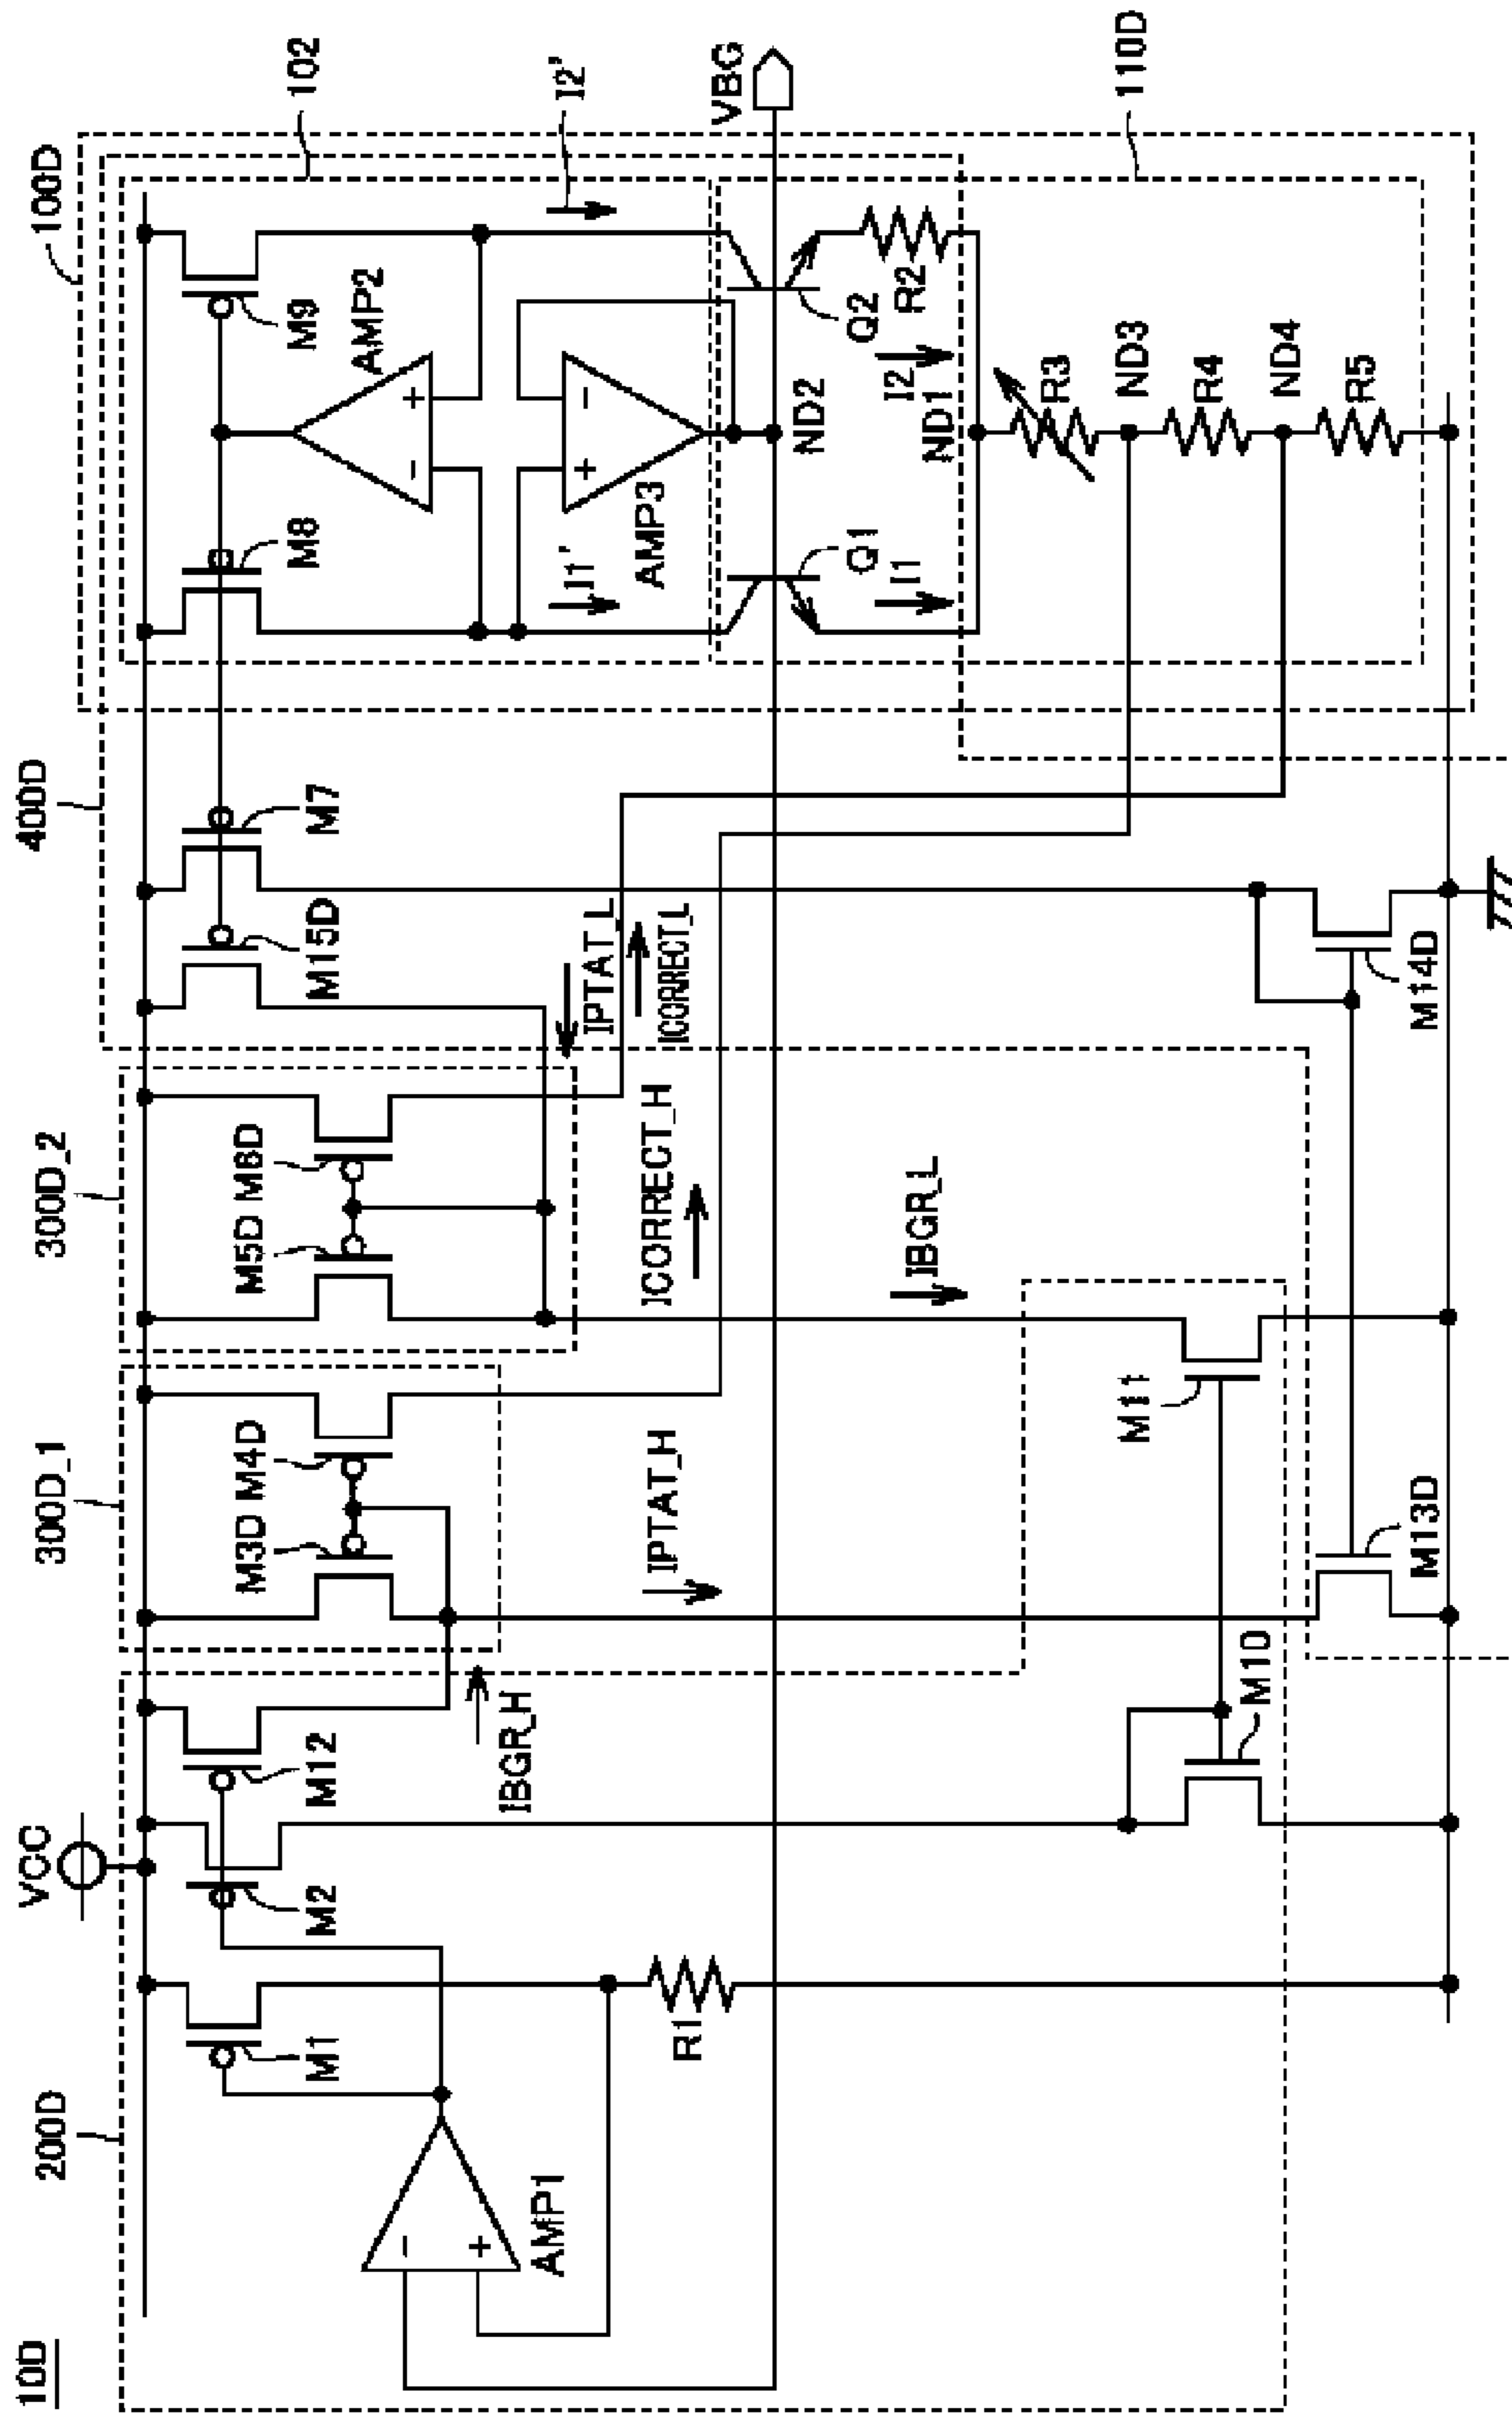 10D
VCC
200D
300D_1
300D_2
400D
100D
102
M1
M2
M12
M3D M4D
M5D M6D
M15D
M7
M8
M9
AMP2
- +
I2'
AMP1
- +
IBGR_H
IPTAT_H
ICORRECT_H
IPTAT_L
ICORRECT_L
I1'
AMP3
+ -
VBG
R1
IBGR_L
ND2
Q1
Q2
I1
I2
R2
ND1
R3
ND3
R4
ND4
R5
110D
M10
M11
M13D
M14D